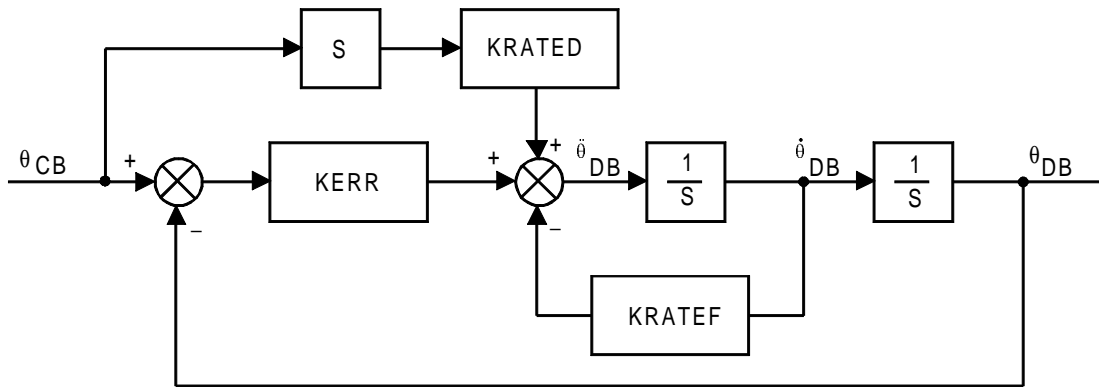 S
KRATED
θCB
+
KERR
+
+
θ̈DB
1
S
θ̇DB
1
S
θDB
−
−
KRATEF